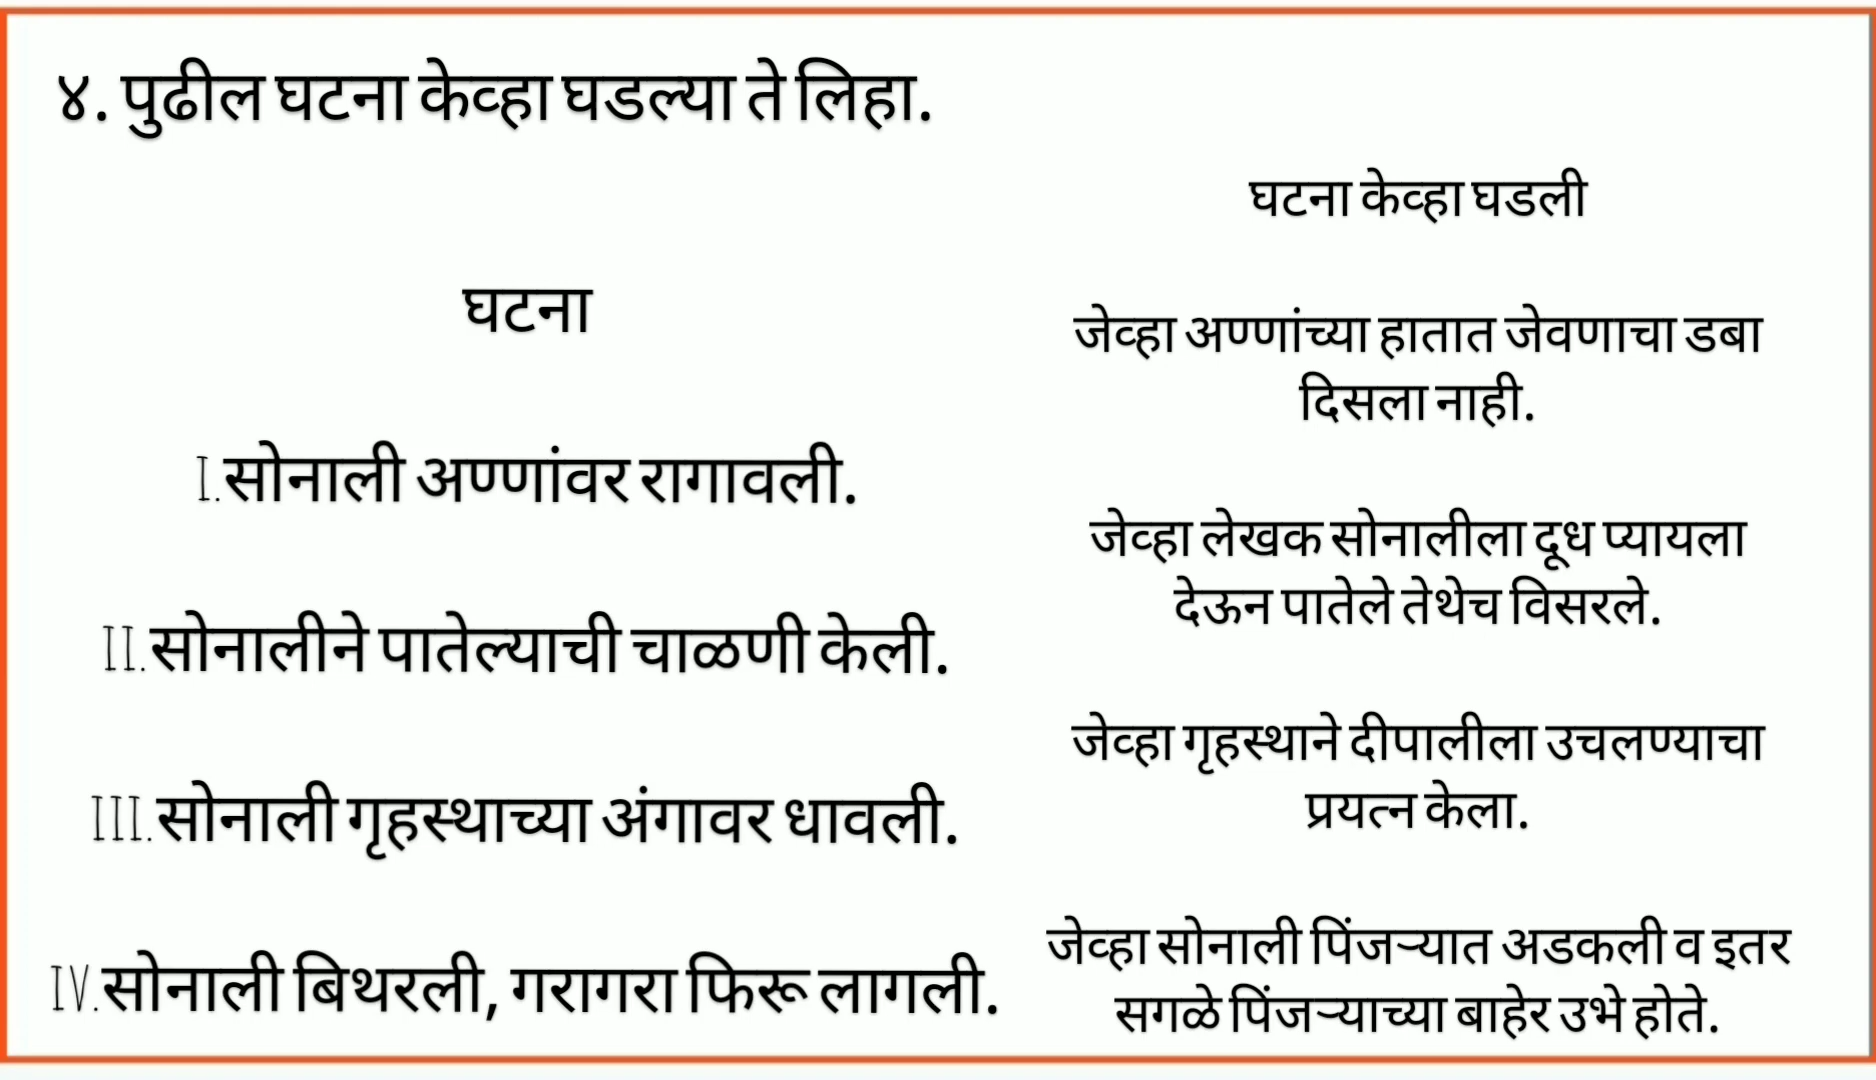 ४. पुढील घटना केव्हा घडल्या ते लिहा.
घटना
I.सोनाली अण्णांवर रागावली.
II.सोनालीने पातेल्याची चाळणी केली.
III.सोनाली गृहस्थाच्या अंगावर धावली.
IV.सोनाली बिथरली, गरागरा फिरू लागली.
घटना केव्हा घडली
जेव्हा अण्णांच्या हातात जेवणाचा डबा
दिसला नाही.
जेव्हा लेखक सोनालीला दूध प्यायला
देऊन पातेले तेथेच विसरले.
जेव्हा गृहस्थाने दीपालीला उचलण्याचा
प्रयत्न केला.
जेव्हा सोनाली पिंजऱ्यात अडकली व इतर
सगळे पिंजऱ्याच्या बाहेर उभे होते.